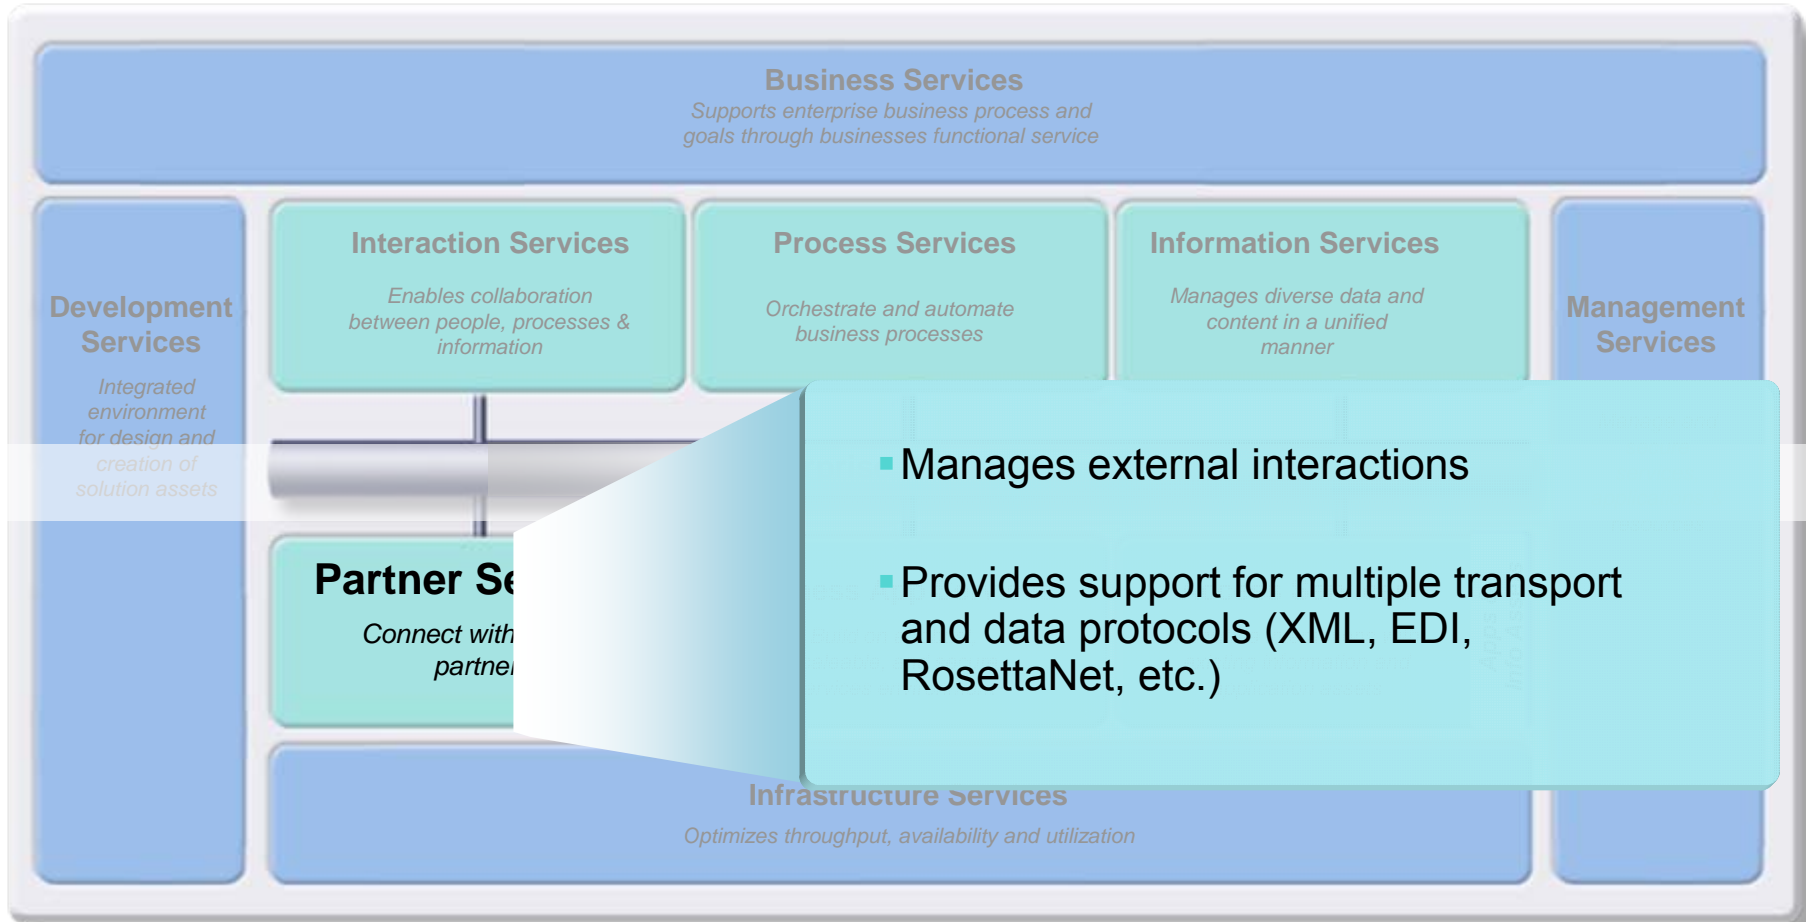 Business Services
Supports enterprise business process and
goals through businesses functional service
Interaction Services
Enables collaboration
between people, processes &
information
Process Services
Orchestrate and automate
business processes
Information Services
Manages diverse data and
content in a unified
manner
Development
Services
Integrated
environment
for design and
creation of
solution assets
Management
Services
Partner Se
Connect with
partne
▪Manages external interactions
▪Provides support for multiple transport
and data protocols (XML, EDI,
RosettaNet, etc.)
Apps
Info Ass
Infrastructure Services
Optimizes throughput, availability and utilization